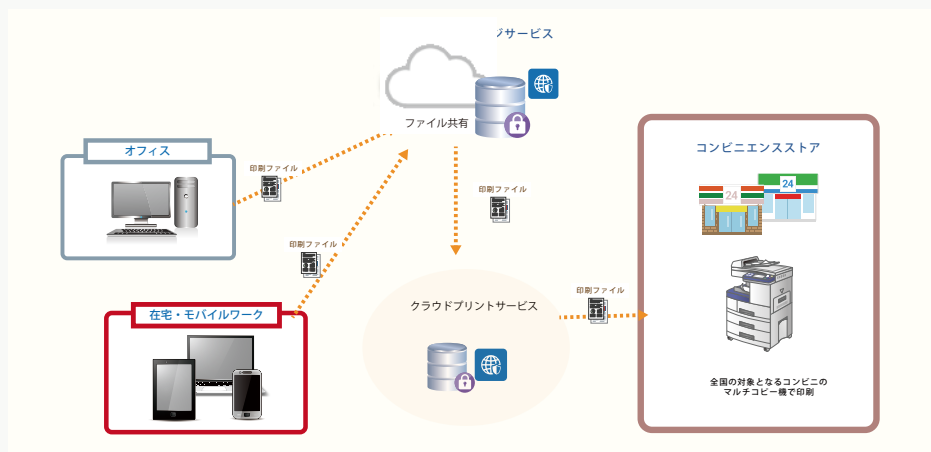 ジサービス
ファイル共有
オフィス
印刷ファイル
印刷ファイル
印刷ファイル
在宅・モバイルワーク
クラウドプリントサービス
印刷ファイル
コンビニエンスストア
24
24
全国の対象となるコンビニの
マルチコピー機で印刷